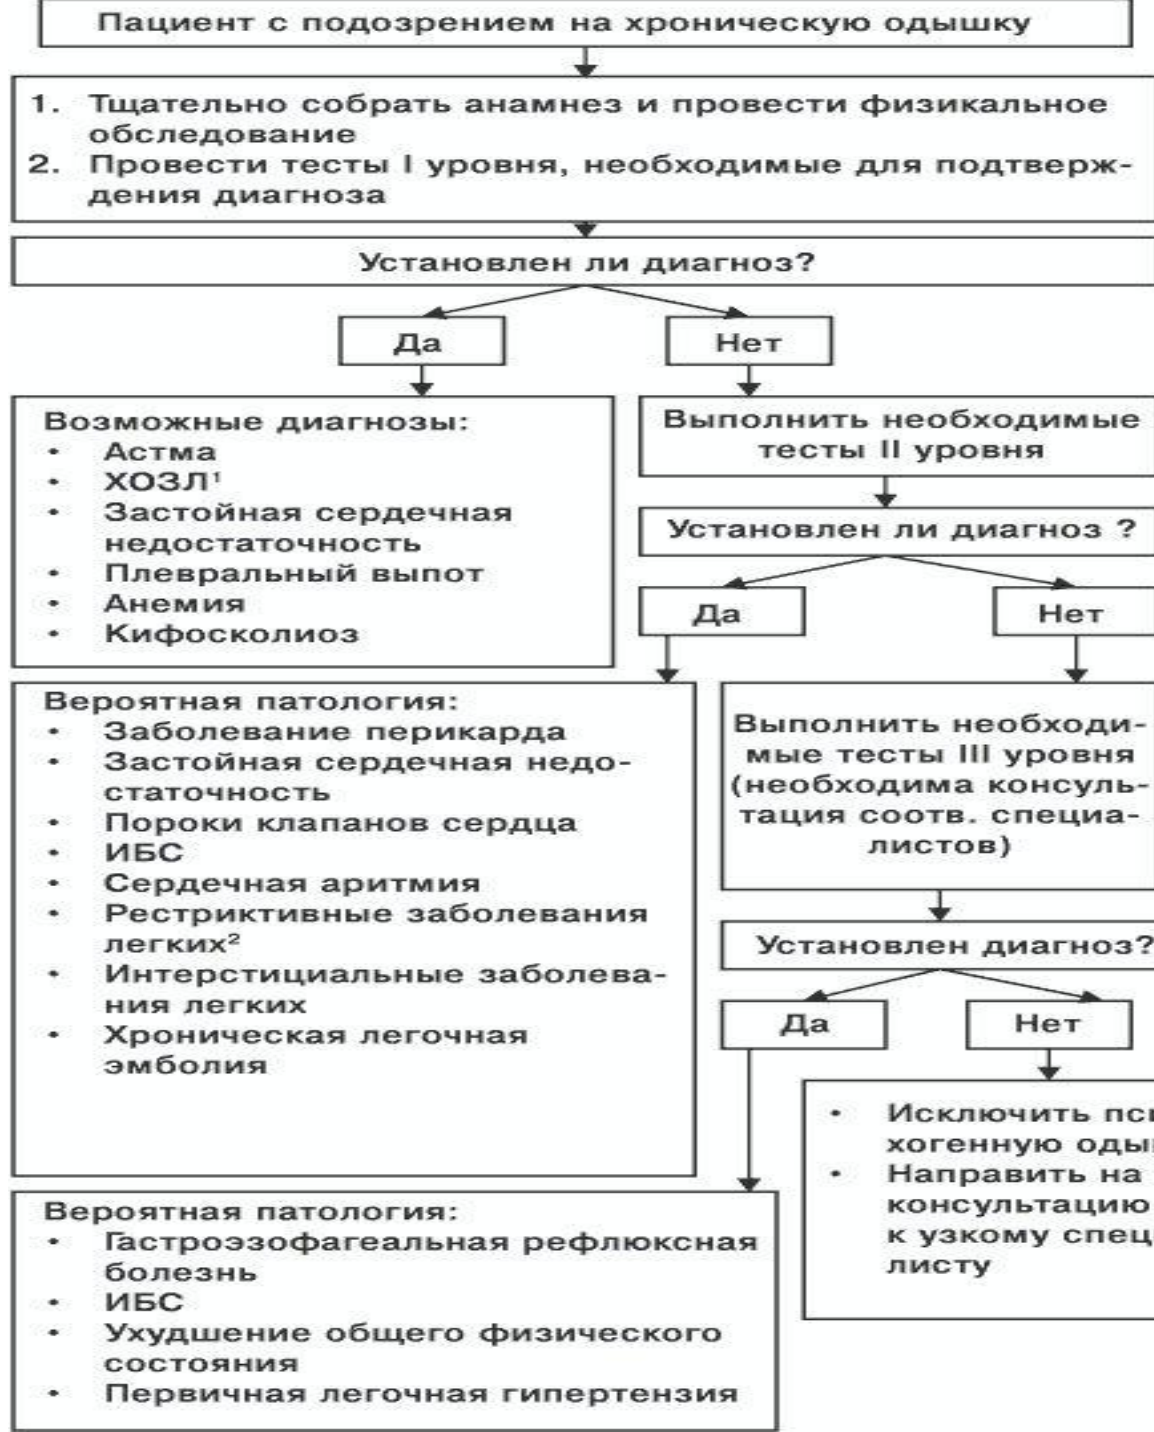 Пациент с подозрением на хроническую одышку
1. Тщательно собрать анамнез и провести физикальное
обследование
2. Провести тесты I уровня, необходимые для подтверж-
дения диагноза
Установлен ли диагноз?
Да
Нет
Возможные диагнозы:
• Астма
• ХОЗЛ¹
• Застойная сердечная
недостаточность
• Плевральный выпот
• Анемия
• Кифосколиоз
Выполнить необходимые
тесты II уровня
Установлен ли диагноз ?
Да
Нет
Вероятная патология:
• Заболевание перикарда
• Застойная сердечная недо-
статочность
• Пороки клапанов сердца
• ИБС
• Сердечная аритмия
• Рестриктивные заболевания
легких²
• Интерстициальные заболева-
ния легких
• Хроническая легочная
эмболия
Выполнить необходи-
мые тесты III уровня
(необходима консуль-
тация соотв. специа-
листов)
Установлен диагноз?
Да
Нет
• Исключить
хогенную
• Направить на
консультацию
к узкому
листу
Вероятная патология:
• Гастроэзофагеальная рефлюксная
болезнь
• ИБС
• Ухудшение общего физического
состояния
• Первичная легочная гипертензия